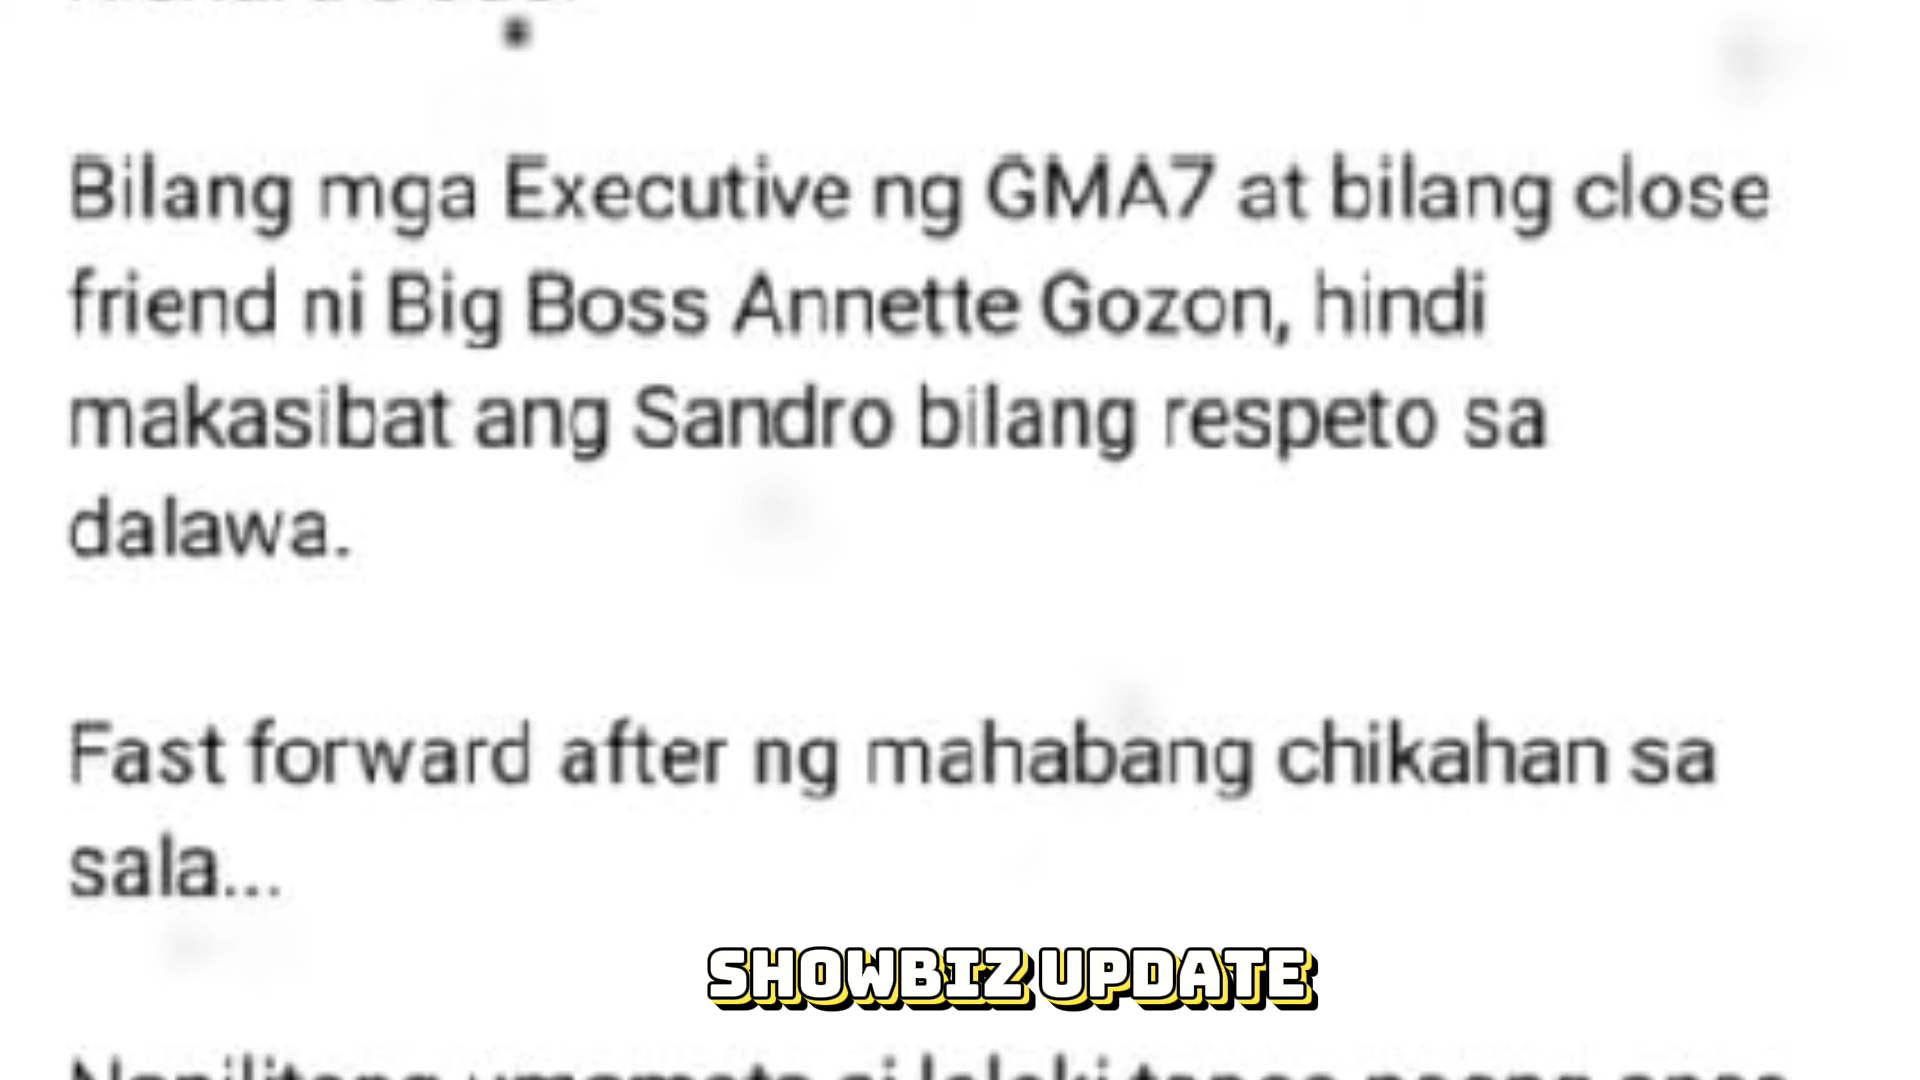 Bilang mga Executive ng GMA7 at bilang close
friend ni Big Boss Annette Gozon, hindi
makasibat ang Sandro bilang respeto sa
dalawa.
Fast forward after ng mahabang chikahan sa
sala...
SHOWBIZ UPDATE